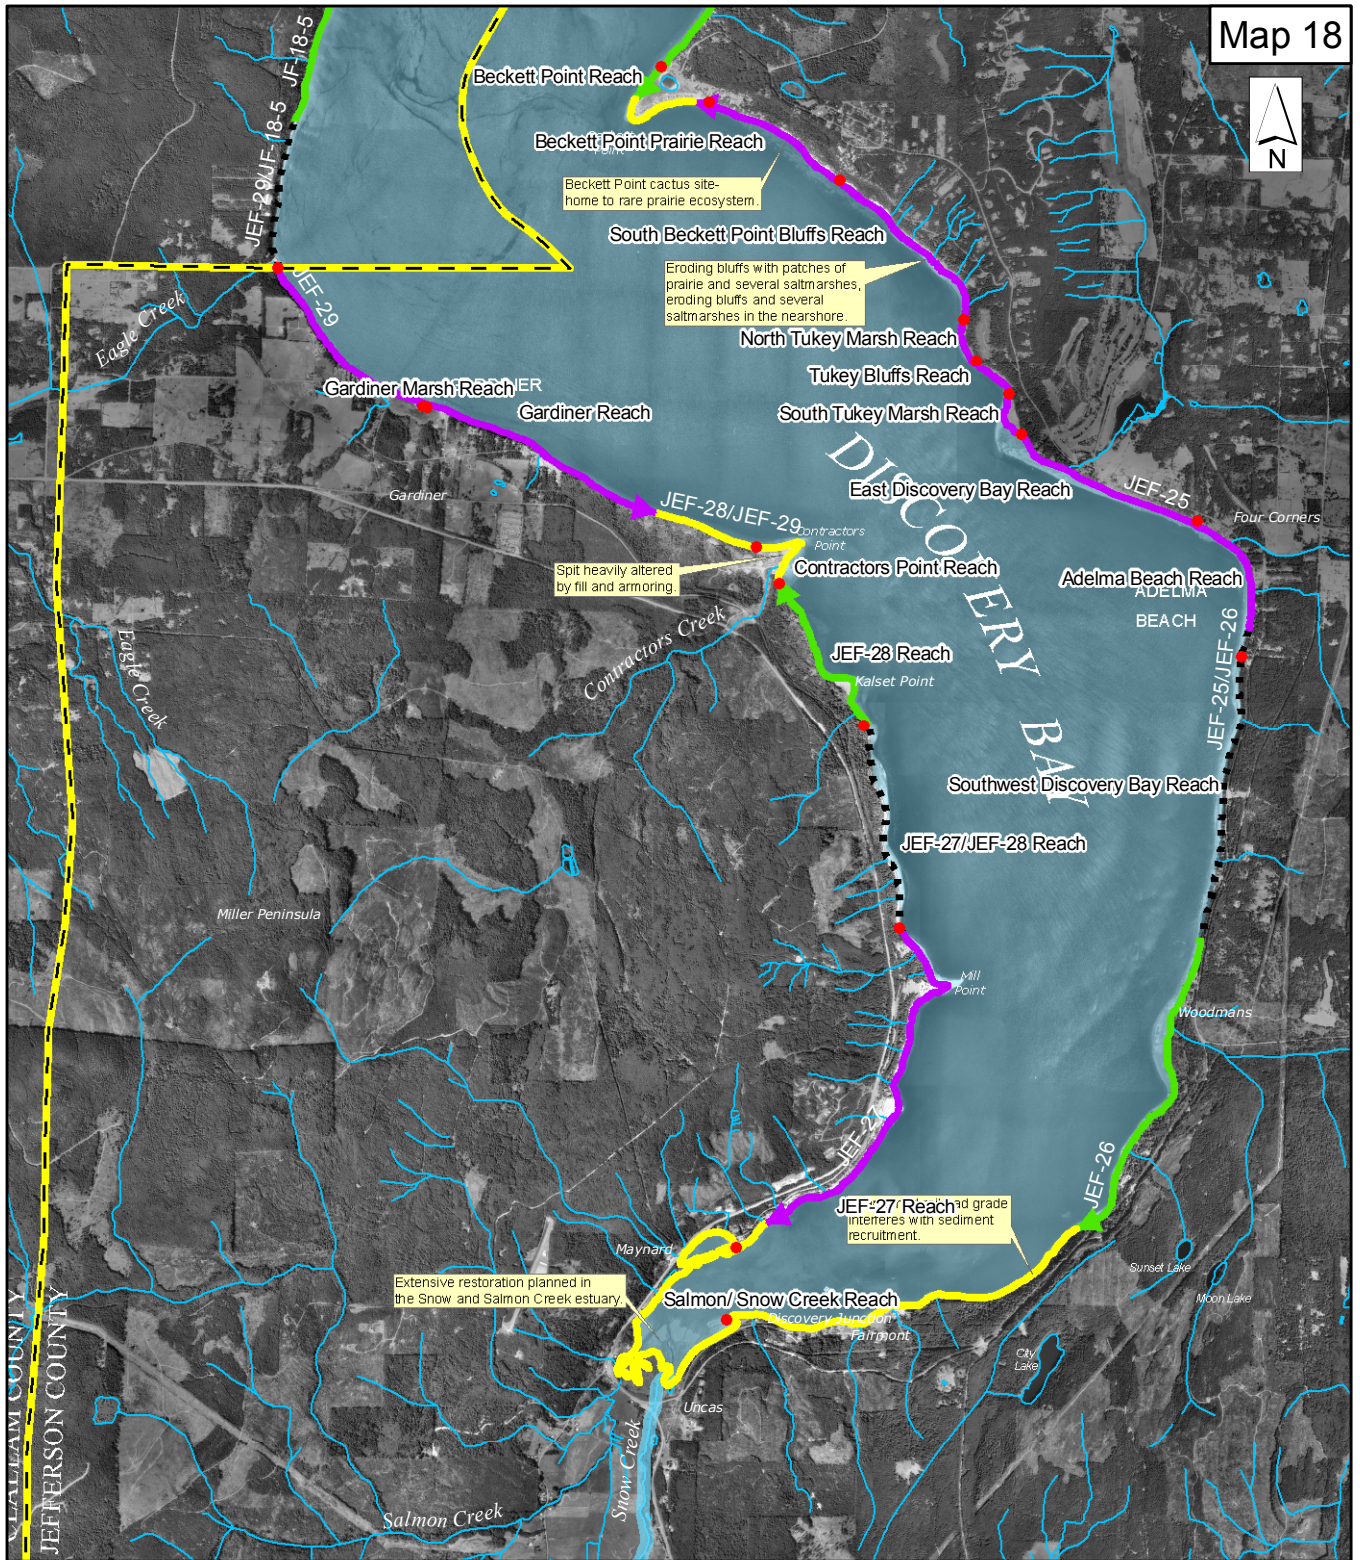 Map 18
N
JF-18-5
Beckett Point Reach
Beckett Point Prairie Reach
Point
Beckett Point cactus site-
home to rare prairie ecosystem.
JEF-29/JF-18-5
South Beckett Point Bluffs Reach
Eroding bluffs with patches of
prairie and several saltmarshes,
eroding bluffs and several
saltmarshes in the nearshore.
JEF-29
Eagle Creek
North Tukey Marsh Reach
Tukey Bluffs Reach
Gardiner Marsh Reach
Gardiner Reach
South Tukey Marsh Reach
DISCOVERY BAY
East Discovery Bay Reach
JEF-25
Gardiner
JEF-28/JEF-29
Contractors
Point
Four Corners
Spit heavily altered
by fill and armoring.
Contractors Point Reach
Adelma Beach Reach
ADELMA
BEACH
Contractors Creek
JEF-28 Reach
Kalset Point
JEF-25/JEF-26
Eagle Creek
Southwest Discovery Bay Reach
JEF-27/JEF-28 Reach
Miller Peninsula
Mill
Point
Woodmans
JEF-27
JEF-26
JEF-27 Reach
grade
interferes with sediment
recruitment.
Maynard
Sunset Lake
Moon Lake
Extensive restoration planned in
the Snow and Salmon Creek estuary.
Salmon/ Snow Creek Reach
Discovery Junction
Fairmont
City
Lake
Uncas
Snow Creek
Salmon Creek
CLALLAM COUNTY
JEFFERSON COUNTY